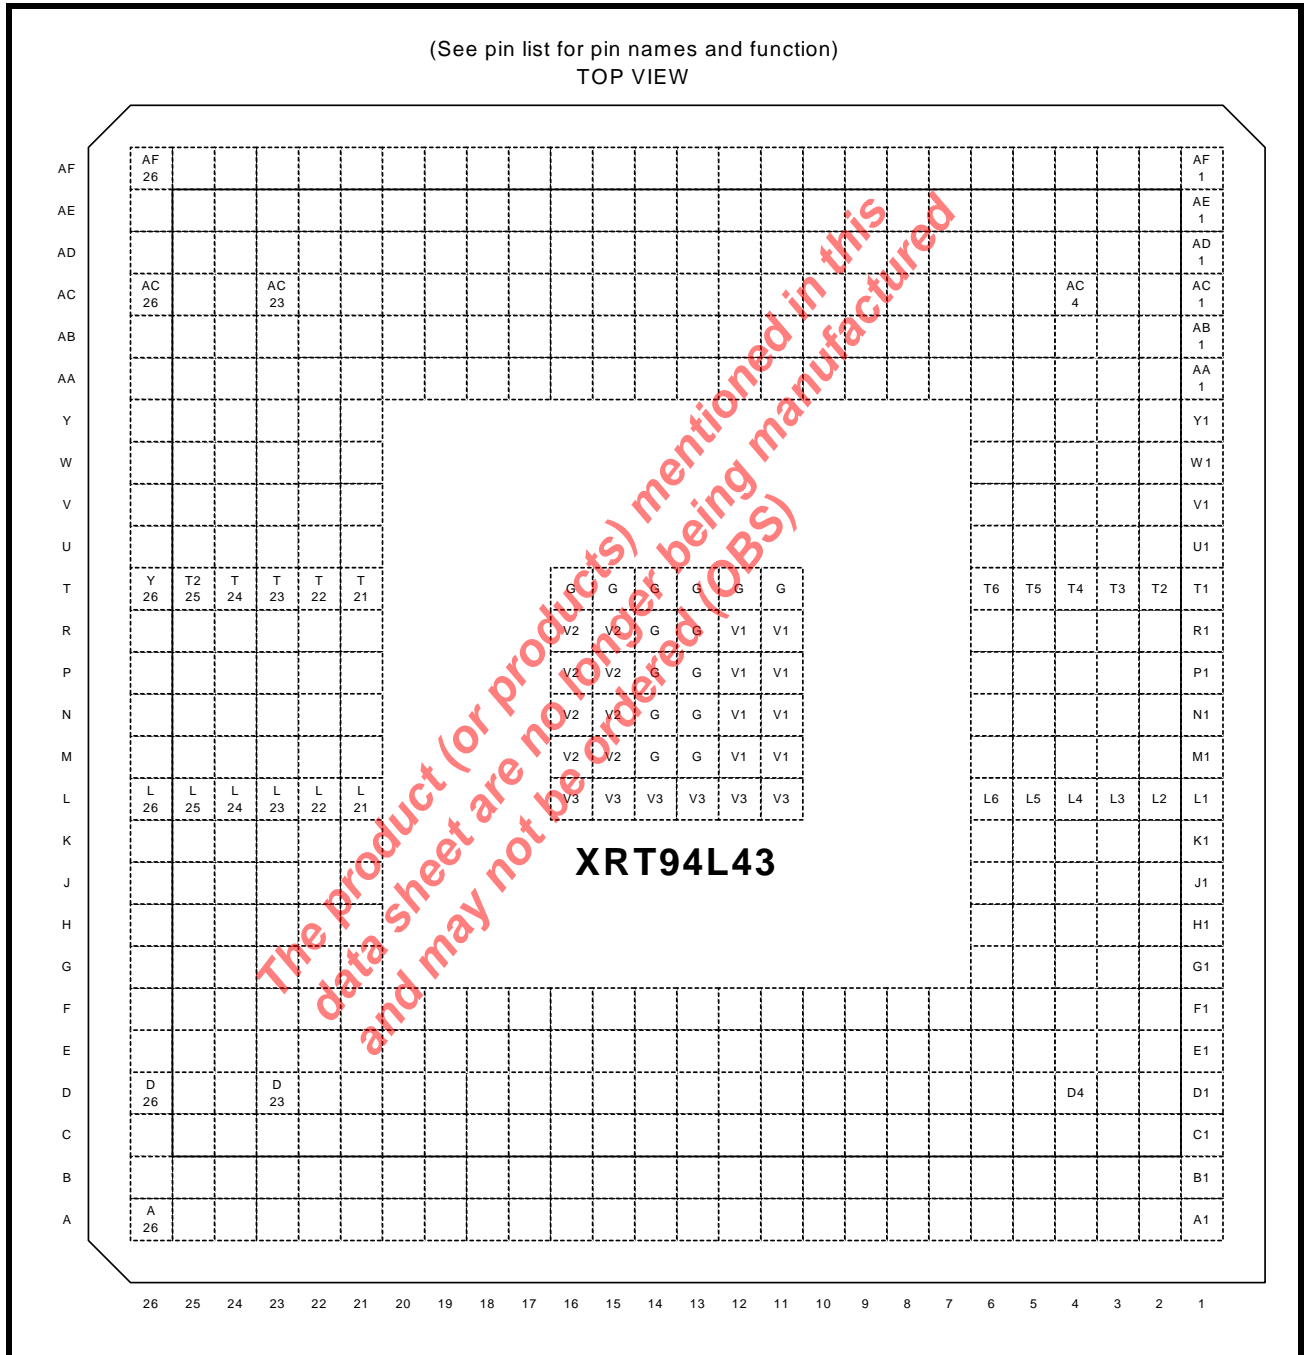 (See pin list for pin names and function)
TOP VIEW
AF AF 26 AF 1
AE AE 1
AD AD 1
AC AC 26 AC 23 AC 4 AC 1
AB AB 1
AA AA 1
Y Y1
W W1
V V1
U U1
T Y 26 T2 25 T 24 T 23 T 22 T 21 G G G G G G T6 T5 T4 T3 T2 T1
R V2 V2 G G V1 V1 R1
P V2 V2 G G V1 V1 P1
N V2 V2 G G V1 V1 N1
M V2 V2 G G V1 V1 M1
L L 26 L 25 L 24 L 23 L 22 L 21 V3 V3 V3 V3 V3 V3 L6 L5 L4 L3 L2 L1
K K1
XRT94L43
J J1
H H1
G G1
F F1
E E1
D D 26 D 23 D4 D1
C C1
B B1
A A 26 A1
26 25 24 23 22 21 20 19 18 17 16 15 14 13 12 11 10 9 8 7 6 5 4 3 2 1
The product (or products) mentioned in this
data sheet are no longer being manufactured
and may not be ordered (OBS)